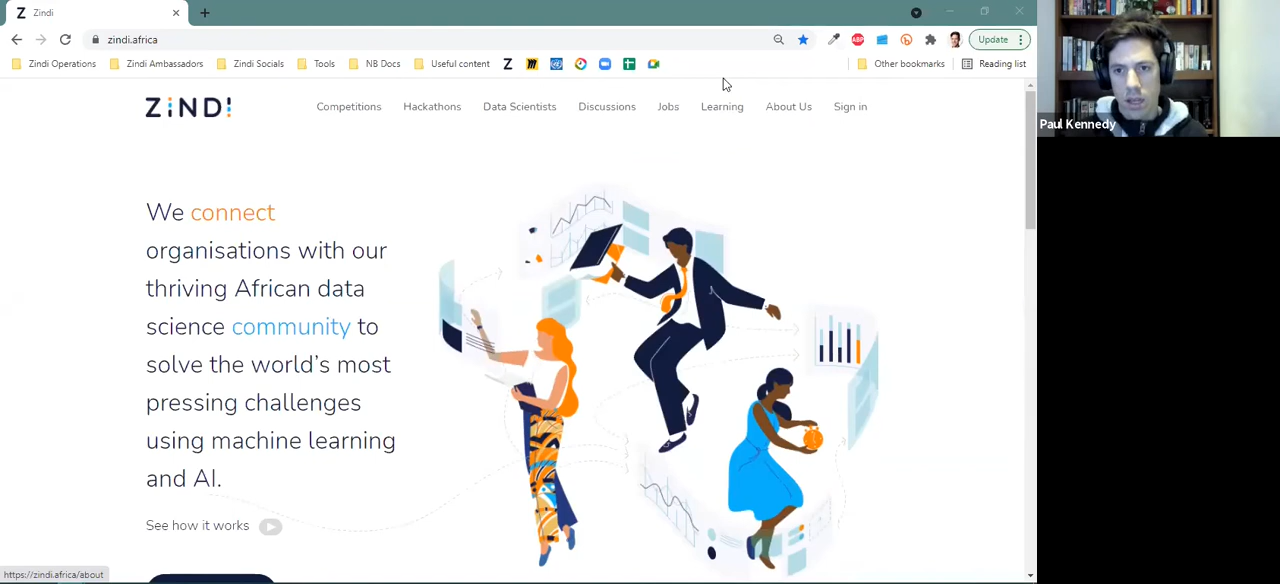 Z Zindi
zindi.africa
ABP
Update
Zindi Operations Zindi Ambassadors Zindi Socials Tools NB Docs Useful content Z Other bookmarks Reading list
Paul Kennedy
ZiNDi Competitions Hackathons Data Scientists Discussions Jobs Learning About Us Sign in
We connect
organisations with our
thriving African data
science community to
solve the world's most
pressing challenges
using machine learning
and AI.
See how it works
https://zindi.africa/about